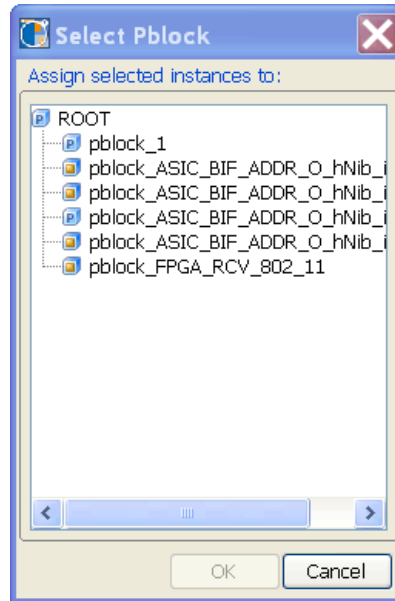 Select Pblock
Assign selected instances to:
ROOT
pblock_1
pblock_ASIC_BIF_ADDR_O_hNib_i
pblock_ASIC_BIF_ADDR_O_hNib_i
pblock_ASIC_BIF_ADDR_O_hNib_i
pblock_ASIC_BIF_ADDR_O_hNib_i
pblock_FPGA_RCV_802_11
OK Cancel